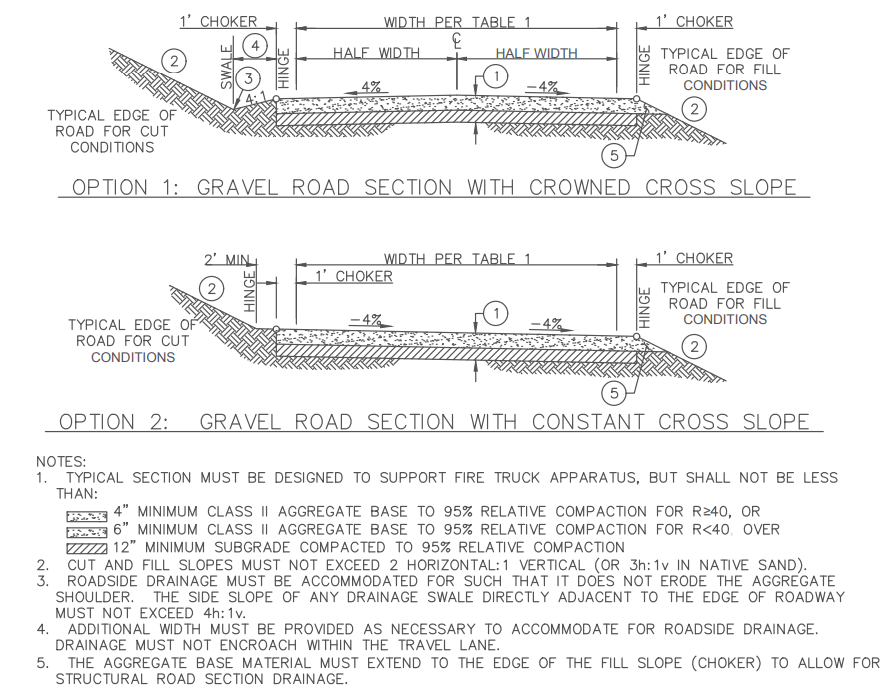 1' CHOKER
WIDTH PER TABLE 1
1' CHOKER
4
℄
SWALE
HINGE
HALF WIDTH
HALF WIDTH
HINGE
TYPICAL EDGE OF
ROAD FOR FILL
CONDITIONS
2
3
4:1
4%
1
-4%
2
TYPICAL EDGE OF
ROAD FOR CUT
CONDITIONS
5
OPTION 1: GRAVEL ROAD SECTION WITH CROWNED CROSS SLOPE
2' MIN.
WIDTH PER TABLE 1
1' CHOKER
1' CHOKER
2
HINGE
HINGE
TYPICAL EDGE OF
ROAD FOR FILL
CONDITIONS
-4%
1
-4%
TYPICAL EDGE OF
ROAD FOR CUT
CONDITIONS
2
5
OPTION 2: GRAVEL ROAD SECTION WITH CONSTANT CROSS SLOPE
NOTES:
1. TYPICAL SECTION MUST BE DESIGNED TO SUPPORT FIRE TRUCK APPARATUS, BUT SHALL NOT BE LESS
THAN:
4" MINIMUM CLASS II AGGREGATE BASE TO 95% RELATIVE COMPACTION FOR R≥40, OR
6" MINIMUM CLASS II AGGREGATE BASE TO 95% RELATIVE COMPACTION FOR R<40. OVER
12" MINIMUM SUBGRADE COMPACTED TO 95% RELATIVE COMPACTION
2. CUT AND FILL SLOPES MUST NOT EXCEED 2 HORIZONTAL:1 VERTICAL (OR 3h:1v IN NATIVE SAND).
3. ROADSIDE DRAINAGE MUST BE ACCOMMODATED FOR SUCH THAT IT DOES NOT ERODE THE AGGREGATE
SHOULDER. THE SIDE SLOPE OF ANY DRAINAGE SWALE DIRECTLY ADJACENT TO THE EDGE OF ROADWAY
MUST NOT EXCEED 4h:1v.
4. ADDITIONAL WIDTH MUST BE PROVIDED AS NECESSARY TO ACCOMMODATE FOR ROADSIDE DRAINAGE.
DRAINAGE MUST NOT ENCROACH WITHIN THE TRAVEL LANE.
5. THE AGGREGATE BASE MATERIAL MUST EXTEND TO THE EDGE OF THE FILL SLOPE (CHOKER) TO ALLOW FOR
STRUCTURAL ROAD SECTION DRAINAGE.